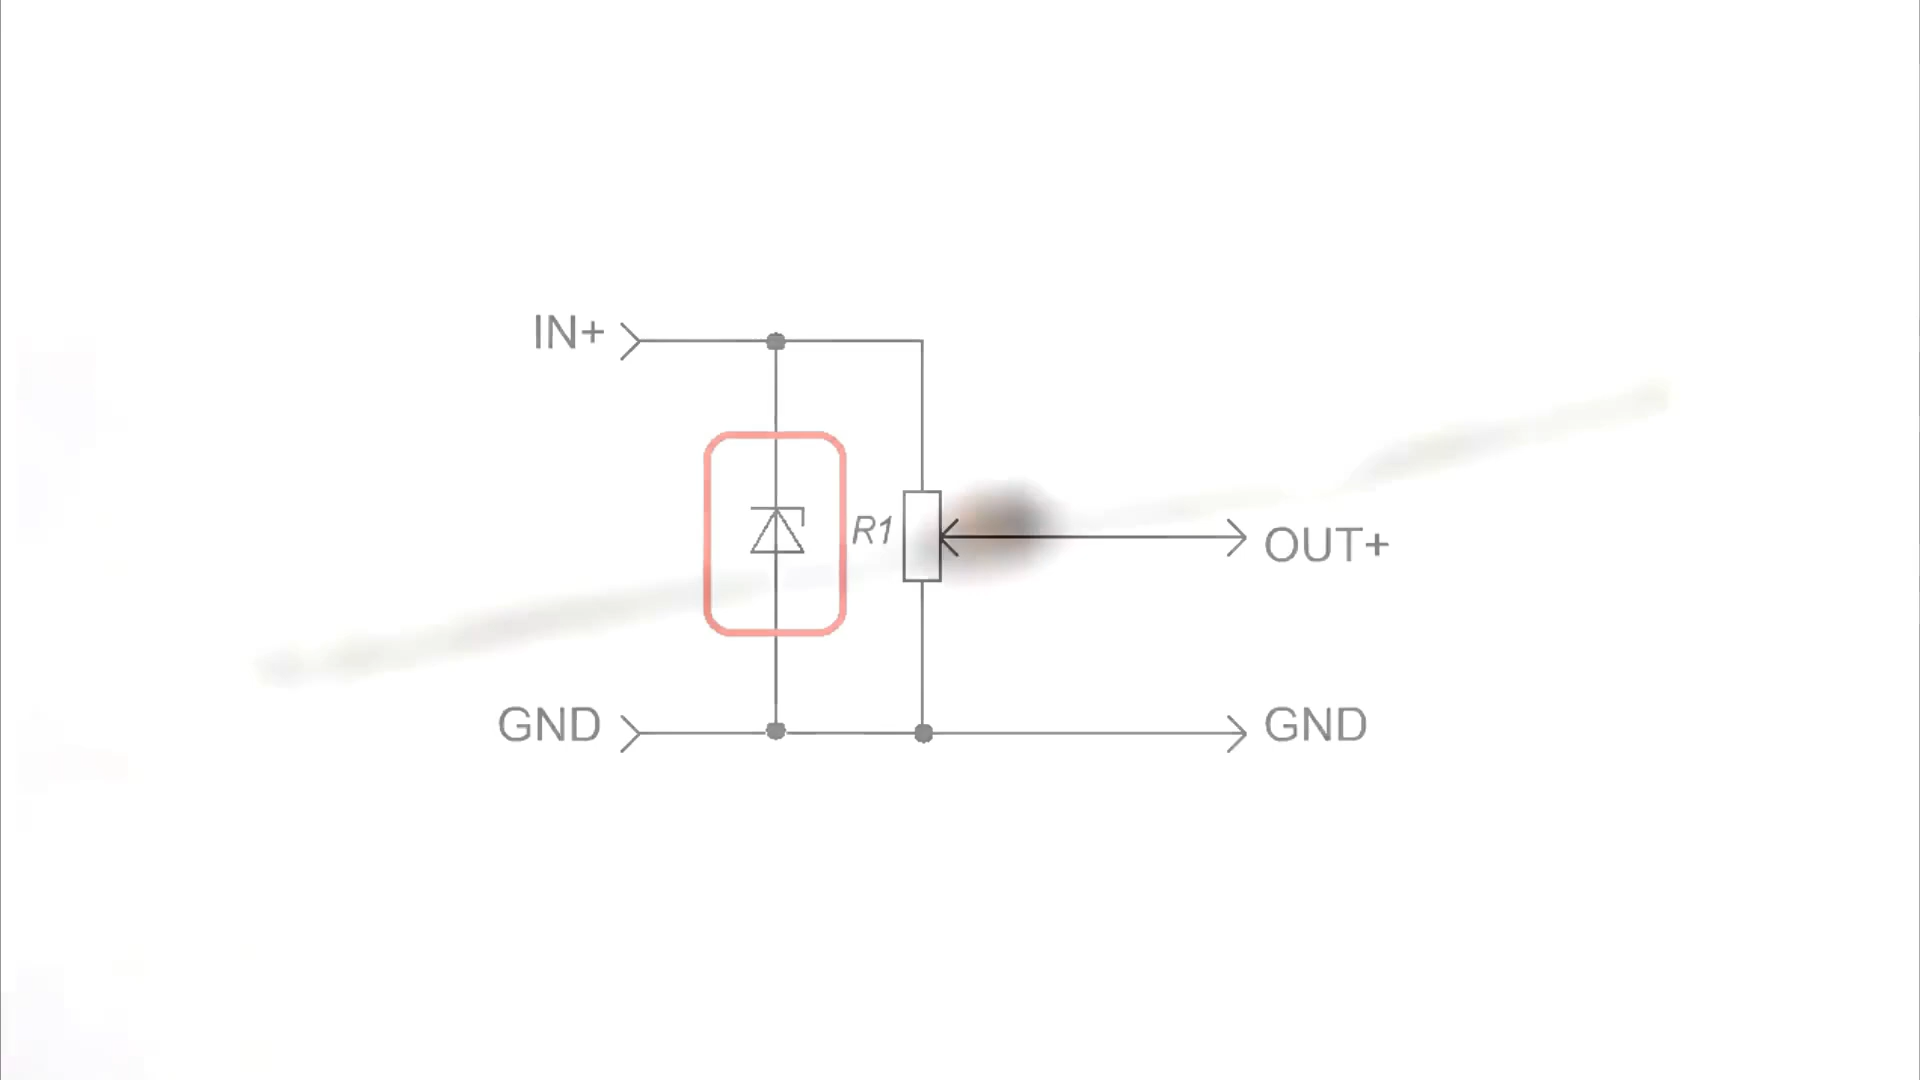 IN+
R1
OUT+
GND
GND